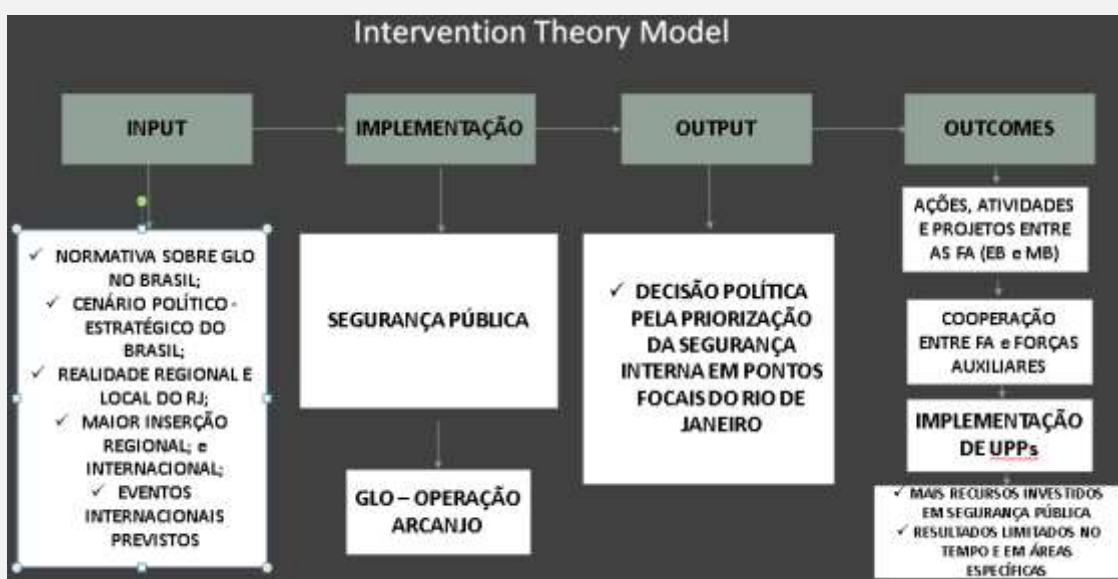 Intervention Theory Model
INPUT
IMPLEMENTAÇÃO
OUTPUT
OUTCOMES
✓ NORMATIVA SOBRE GLO
NO BRASIL;
✓ CENÁRIO POLÍTICO -
ESTRATÉGICO DO
BRASIL;
✓ REALIDADE REGIONAL E
LOCAL DO RJ;
✓ MAIOR INSERÇÃO
REGIONAL; e
INTERNACIONAL;
✓ EVENTOS
INTERNACIONAIS
PREVISTOS
SEGURANÇA PÚBLICA
GLO – OPERAÇÃO
ARCANJO
✓ DECISÃO POLÍTICA
PELA PRIORIZAÇÃO
DA SEGURANÇA
INTERNA EM PONTOS
FOCAIS DO RIO DE
JANEIRO
AÇÕES, ATIVIDADES
E PROJETOS ENTRE
AS FA (EB e MB)
COOPERAÇÃO
ENTRE FA e FORÇAS
AUXILIARES
IMPLEMENTAÇÃO
DE UPPs
✓ MAIS RECURSOS INVESTIDOS
EM SEGURANÇA PÚBLICA
✓ RESULTADOS LIMITADOS NO
TEMPO E EM ÁREAS
ESPECÍFICAS